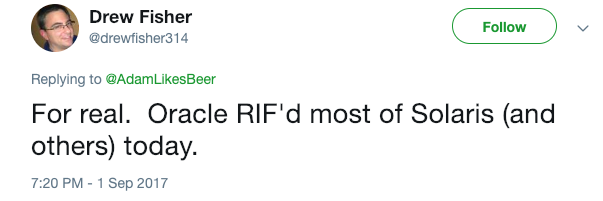 Drew Fisher
@drewfisher314
Follow
Replying to @AdamLikesBeer
For real.  Oracle RIF'd most of Solaris (and
others) today.
7:20 PM - 1 Sep 2017